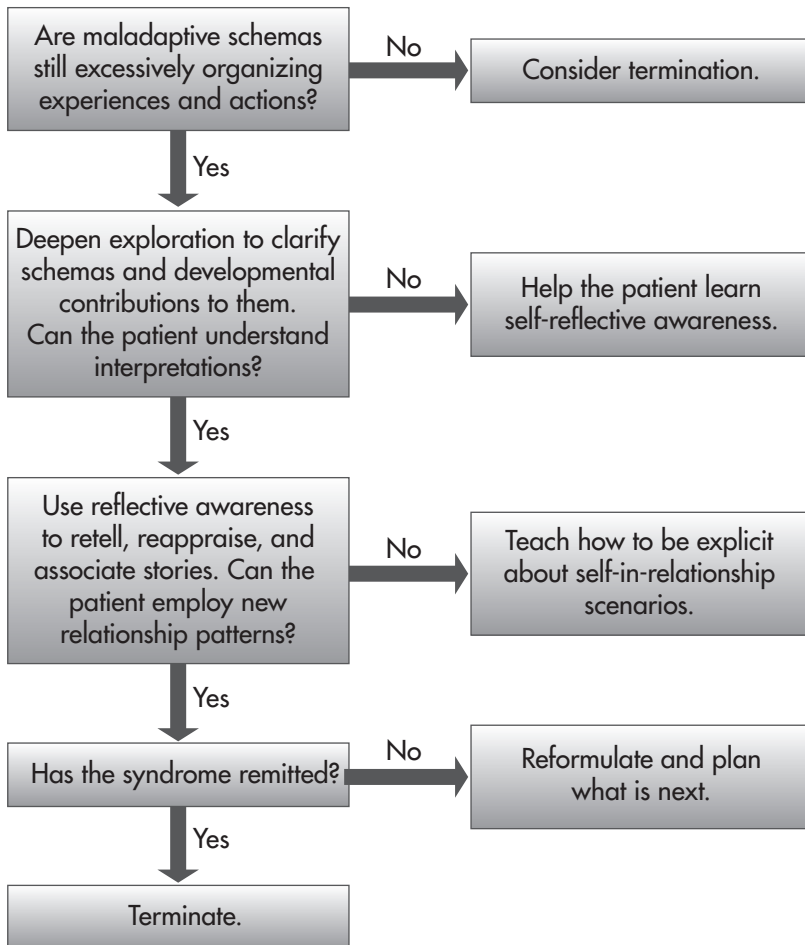 Are maladaptive schemas
still excessively organizing
experiences and actions?
No
Consider termination.
Yes
Deepen exploration to clarify
schemas and developmental
contributions to them.
Can the patient understand
interpretations?
No
Help the patient learn
self-reflective awareness.
Yes
Use reflective awareness
to retell, reappraise, and
associate stories. Can the
patient employ new
relationship patterns?
No
Teach how to be explicit
about self-in-relationship
scenarios.
Yes
Has the syndrome remitted?
No
Reformulate and plan
what is next.
Yes
Terminate.